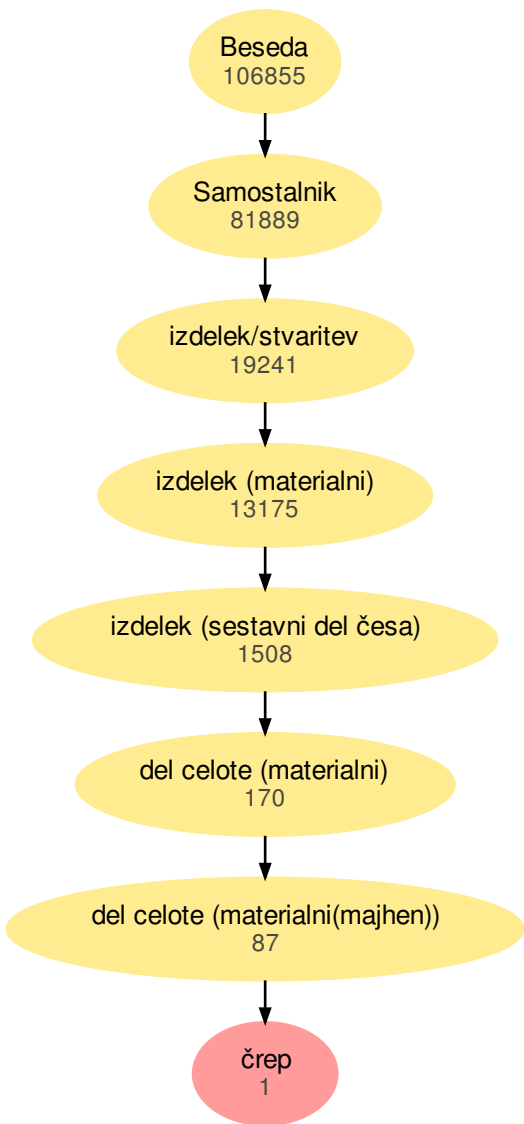 Beseda
106855
Samostalnik
81889
izdelek/stvaritev
19241
izdelek (materialni)
13175
izdelek (sestavni del česa)
1508
del celote (materialni)
170
del celote (materialni(majhen))
87
črep
1